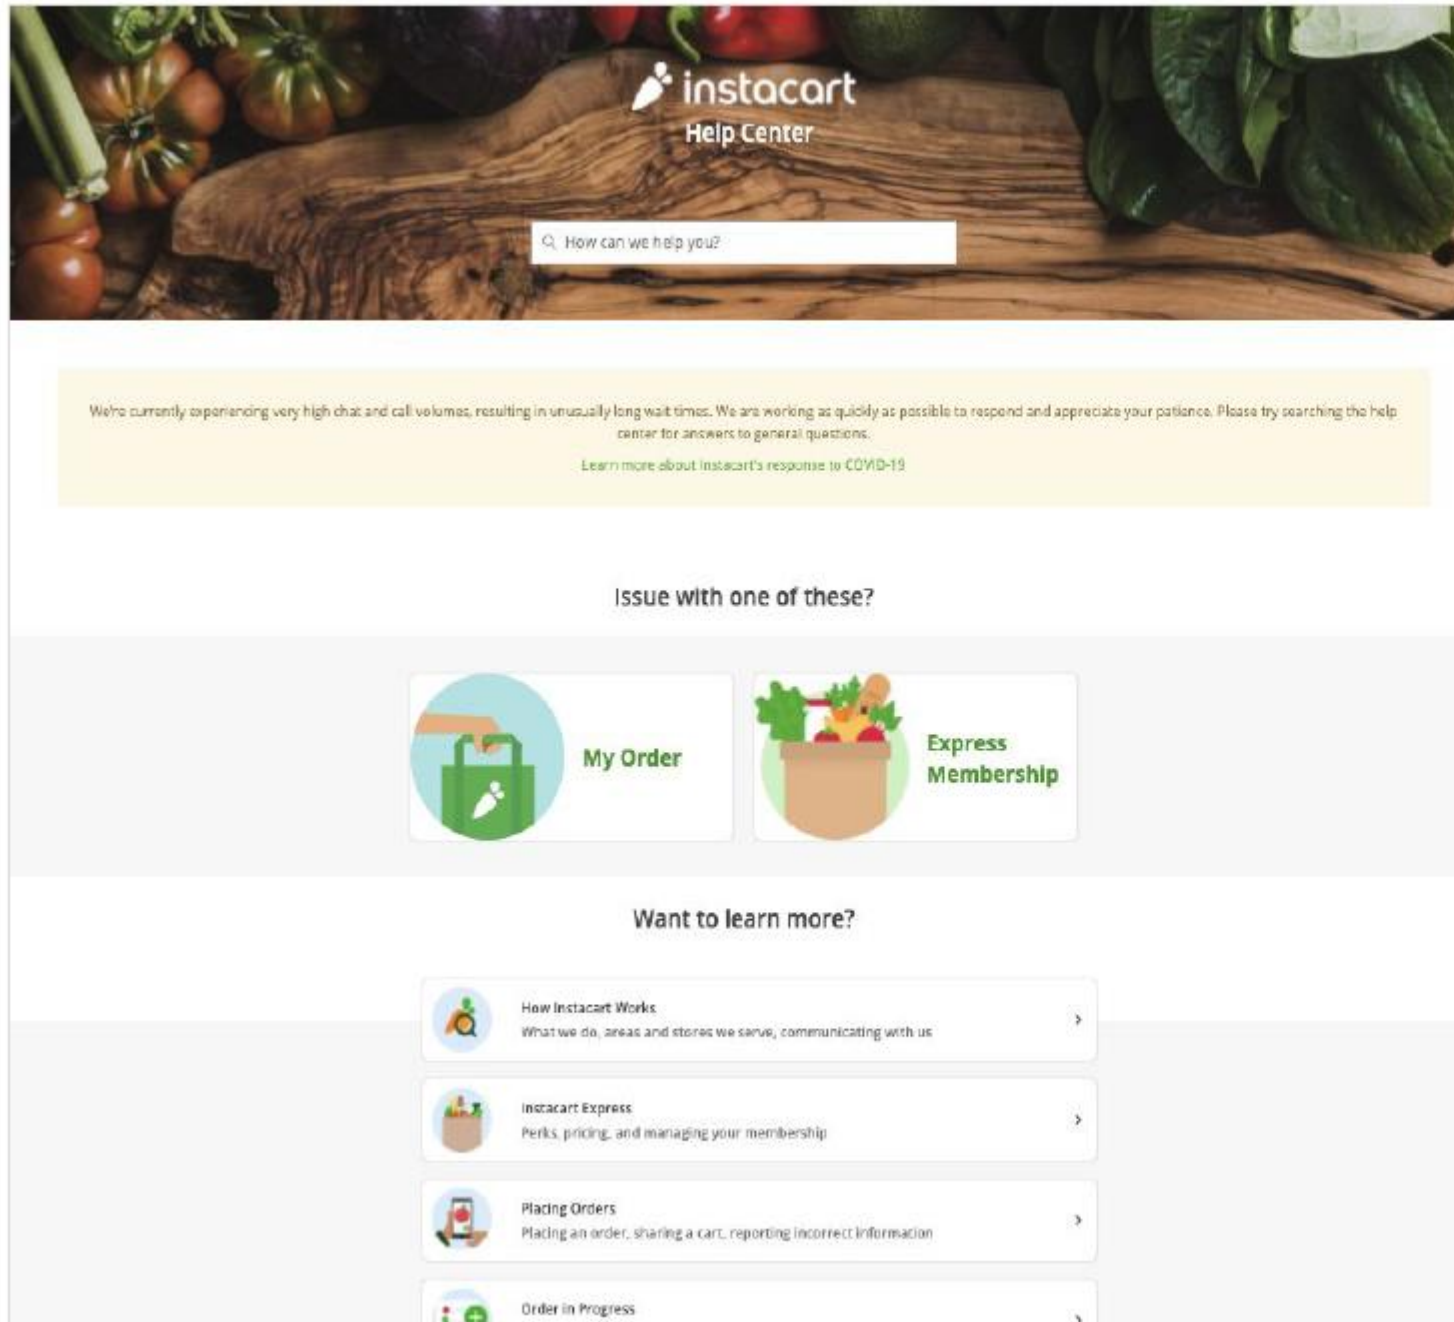 instacart
Help Center
How can we help you?
We're currently experiencing very high chat and call volumes, resulting in unusually long wait times. We are working as quickly as possible to respond and appreciate your patience. Please try searching the help
center for answers to general questions.
Learn more about Instacart's response to COVID-19
Issue with one of these?
My Order
Express
Membership
Want to learn more?
How Instacart Works
What we do, areas and stores we serve, communicating with us
Instacart Express
Perks, pricing, and managing your membership
Placing Orders
Placing an order, sharing a cart, reporting incorrect information
Order in Progress